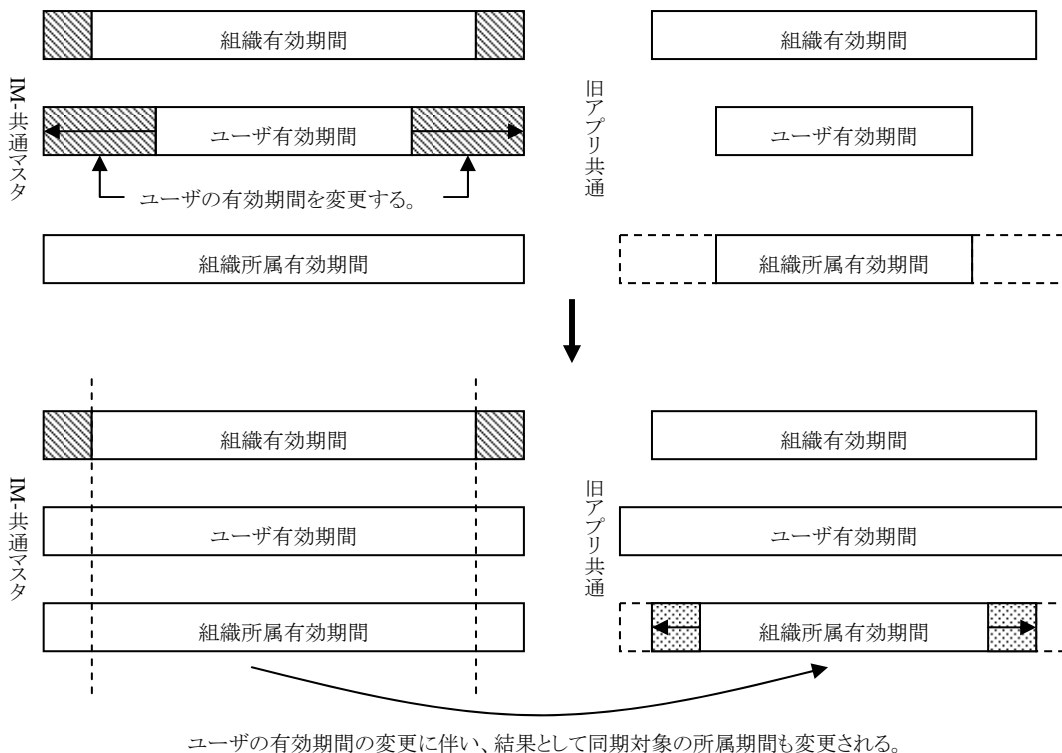 組織有効期間
組織有効期間
IM-共通マスタ
旧アプリ共通
ユーザ有効期間
ユーザ有効期間
ユーザの有効期間を変更する。
組織所属有効期間
組織所属有効期間
組織有効期間
組織有効期間
IM-共通マスタ
旧アプリ共通
ユーザ有効期間
ユーザ有効期間
組織所属有効期間
組織所属有効期間
ユーザの有効期間の変更に伴い、結果として同期対象の所属期間も変更される。